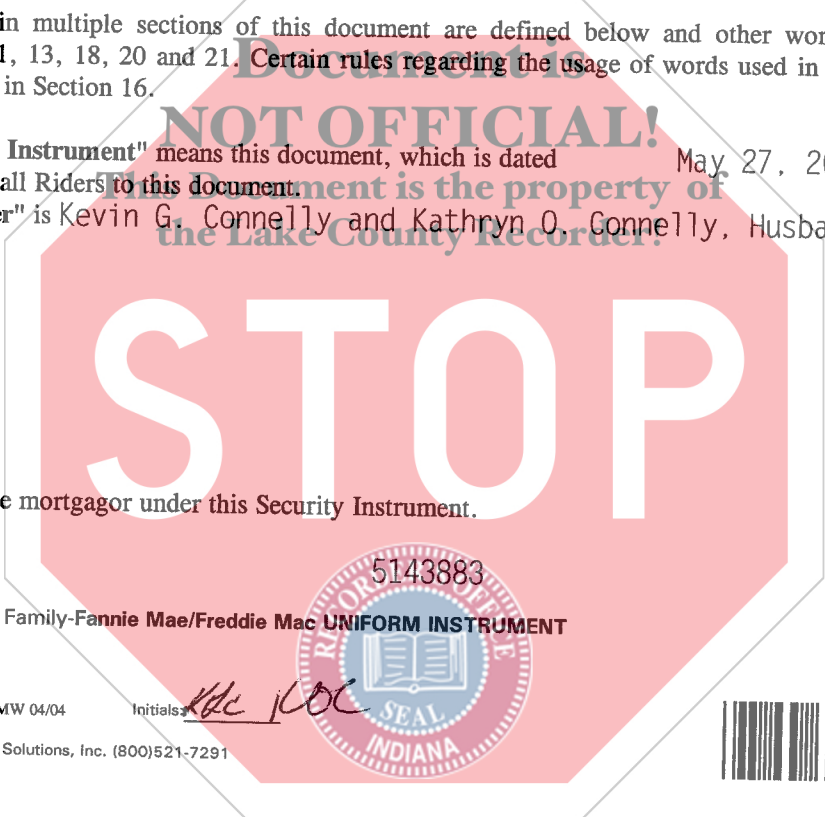 in multiple sections of this document are defined below and other wor
1, 13, 18, 20 and 21. Certain rules regarding the usage of words used in
in Section 16.
Document is
NOT OFFICIAL!
This Document is the property of
the Lake County Recorder!
Instrument" means this document, which is dated May 27, 20
all Riders to this document.
er" is Kevin G. Connelly and Kathryn O. Connelly, Husba
STOP
e mortgagor under this Security Instrument.
5143883
Family-Fannie Mae/Freddie Mac UNIFORM INSTRUMENT
RECORDER'S OFFICE
SEAL
INDIANA
MW 04/04 Initials: KGC KOC
Solutions, Inc. (800)521-7291